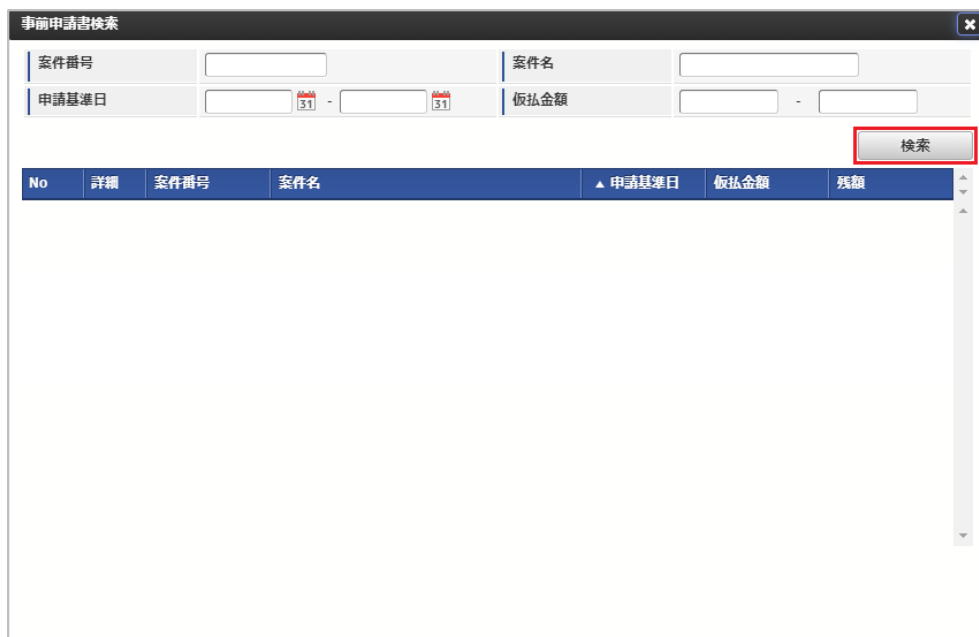 事前申請書検索
案件番号 案件名
申請基準日 31 - 31 仮払金額 -
検索
No 詳細 案件番号 案件名 ▲ 申請基準日 仮払金額 残額